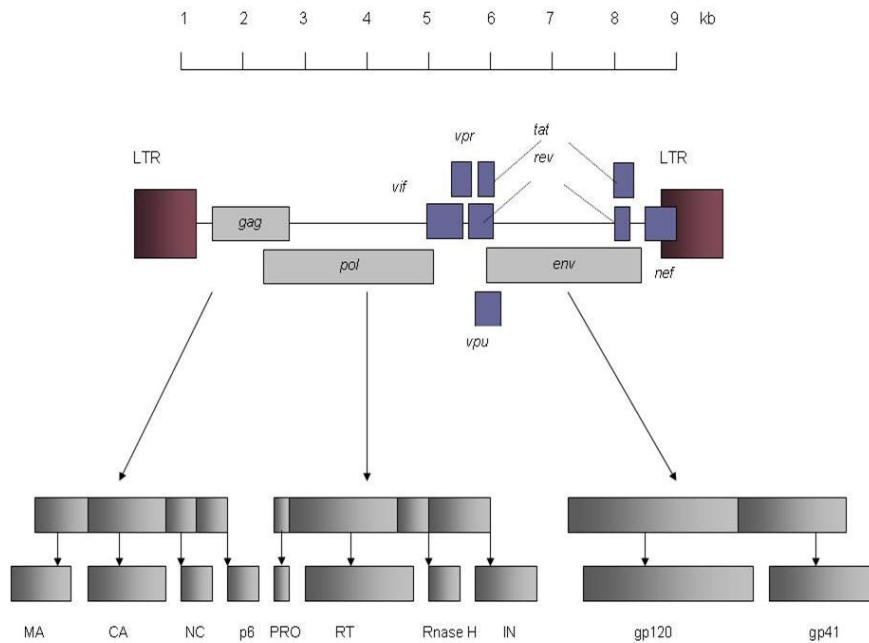 1 2 3 4 5 6 7 8 9 kb
vpr tat
LTR rev LTR
vif
gag
pol env nef
vpu
MA CA NC p6 PRO RT Rnase H IN gp120 gp41